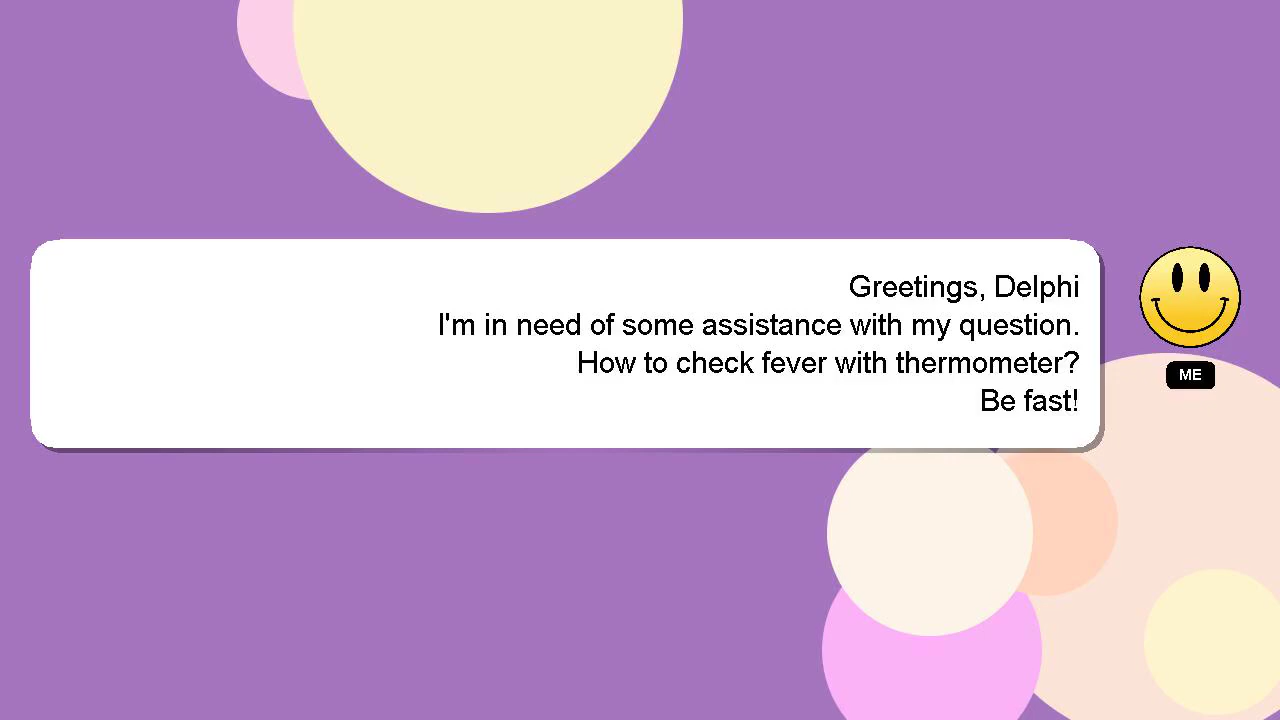 Greetings, Delphi
I'm in need of some assistance with my question.
How to check fever with thermometer?
Be fast!
ME